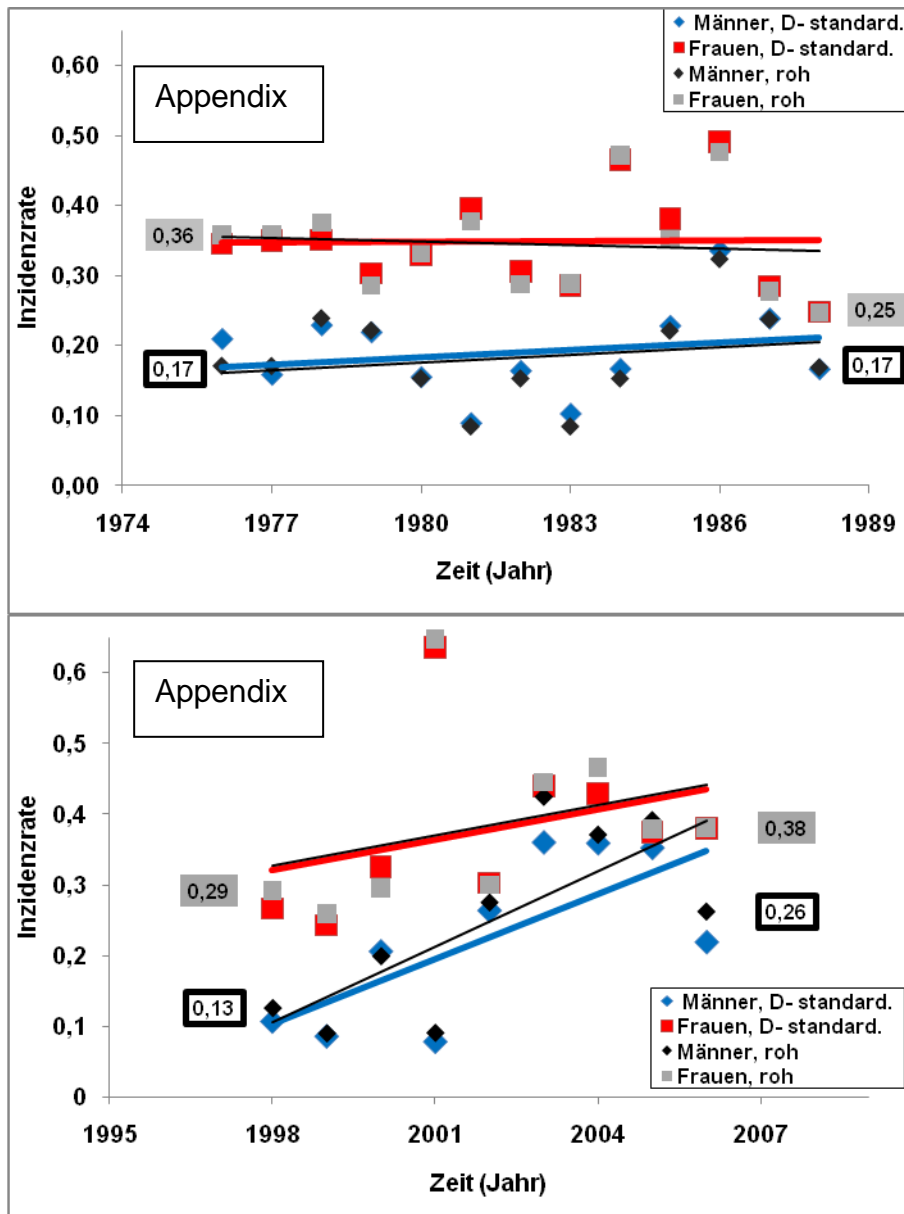 Männer, D- standard.
Frauen, D- standard.
Männer, roh
Frauen, roh
Appendix
Inzidenzrate
0,60
0,50
0,40
0,30
0,20
0,10
0,00
0,36
0,17
0,25
0,17
1974 1977 1980 1983 1986 1989
Zeit (Jahr)
Appendix
Inzidenzrate
0,6
0,5
0,4
0,3
0,2
0,1
0
0,29
0,13
0,38
0,26
Männer, D- standard.
Frauen, D- standard.
Männer, roh
Frauen, roh
1995 1998 2001 2004 2007
Zeit (Jahr)